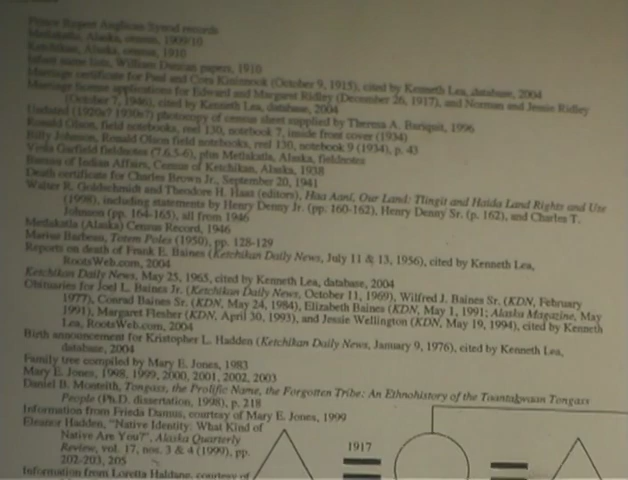 Prince Rupert Anglican Synod records
Metlakatla, Alaska, census, 1909/10
Ketchikan, Alaska, census, 1910
Infant name lists, William Duncan papers, 1910
Marriage certificate for Paul and Cora Kininnook (October 9, 1915), cited by Kenneth Lea, database, 2004
Marriage license applications for Edward and Margaret Ridley (December 26, 1917), and Norman and Jessie Ridley
(October 7, 1946), cited by Kenneth Lea, database, 2004
Undated (1920s? 1930s?) photocopy of census sheet supplied by Therma A. 1996
Ronald Olson, field notebooks, reel 130, notebook 7, inside front cover (1934)
Billy Johnson, Ronald Olson field notebooks, reel 130, notebook 9 (1934), p. 43
Viola Garfield fieldnotes (7.6.5-6), plus Metlakatla, Alaska, fieldnotes
Bureau of Indian Affairs, Census of Ketchikan, Alaska, 1938
Death certificate for Charles Brown Jr., September 20, 1941
Walter R. Goldschmidt and Theodore H. Haas (editors), Haa Aaní, Our Land: Tlingit and Haida Land Rights and Use
(1998), including statements by Henry Denny Jr. (pp. 160-162), Henry Denny Sr. (p. 162), and Charles T.
Johnson (pp. 164-165), all from 1946
Metlakatla (Alaska) Census Record, 1946
Marius Barbeau, Totem Poles (1950), pp. 128-129
Reports on death of Frank E. Baines (Ketchikan Daily News, July 11 & 13, 1956), cited by Kenneth Lea,
RootsWeb.com, 2004
Ketchikan Daily News, May 25, 1965, cited by Kenneth Lea, database, 2004
Obituaries for Joel L. Baines Jr. (Ketchikan Daily News, October 11, 1969), Wilfred J. Baines Sr. (KDN, February
1977), Conrad Baines Sr. (KDN, May 24, 1984), Elizabeth Baines (KDN, May 1, 1991; Alaska Magazine, May
1991), Margaret Flesher (KDN, April 30, 1993), and Jessie Wellington (KDN, May 19, 1994), cited by Kenneth
Lea, RootsWeb.com, 2004
Birth announcement for Kristopher L. Hadden (Ketchikan Daily News, January 9, 1976), cited by Kenneth Lea,
database, 2004
Family tree compiled by Mary E. Jones, 1983
Mary E. Jones, 1998, 1999, 2000, 2001, 2002, 2003
Daniel B. Monteith, Tongass, the Prolific Name, the Forgotten Tribe: An Ethnohistory of the Taantakwaan Tongass
People (Ph.D. dissertation, 1998), p. 218
Information from Frieda Damus, courtesy of Mary E. Jones, 1999
Eleanor Hadden, "Native Identity: What Kind of
Native Are You?", Alaska Quarterly
Review, vol. 17, nos. 3 & 4 (1999), pp.
202-203, 205
Information from Loretta Haldane, courtesy of
1917